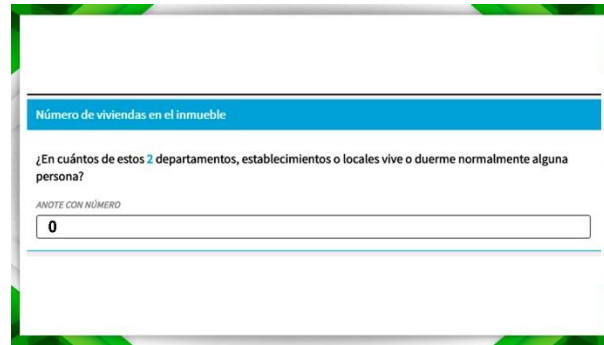 Número de viviendas en el inmueble
¿En cuántos de estos 2 departamentos, establecimientos o locales vive o duerme normalmente alguna
persona?
ANOTE CON NÚMERO
0